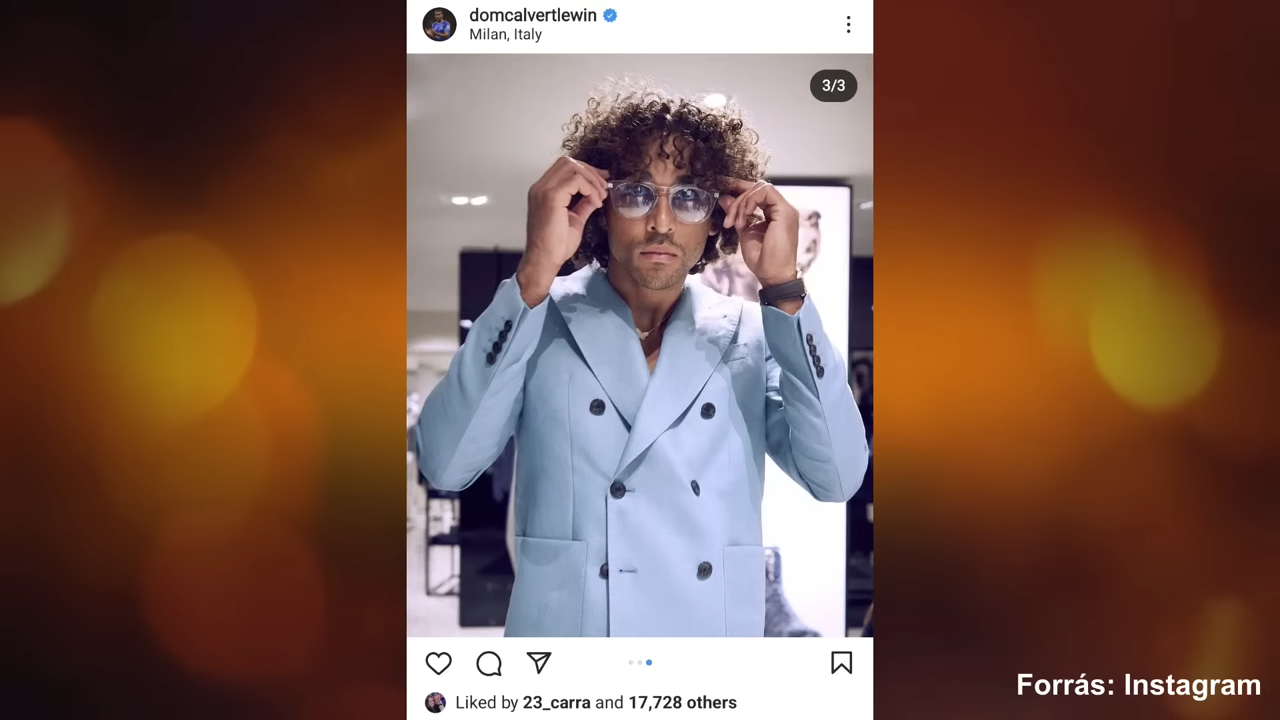 domcalvertlewin
Milan, Italy
3/3
Liked by 23_carra and 17,728 others
Forrás: Instagram